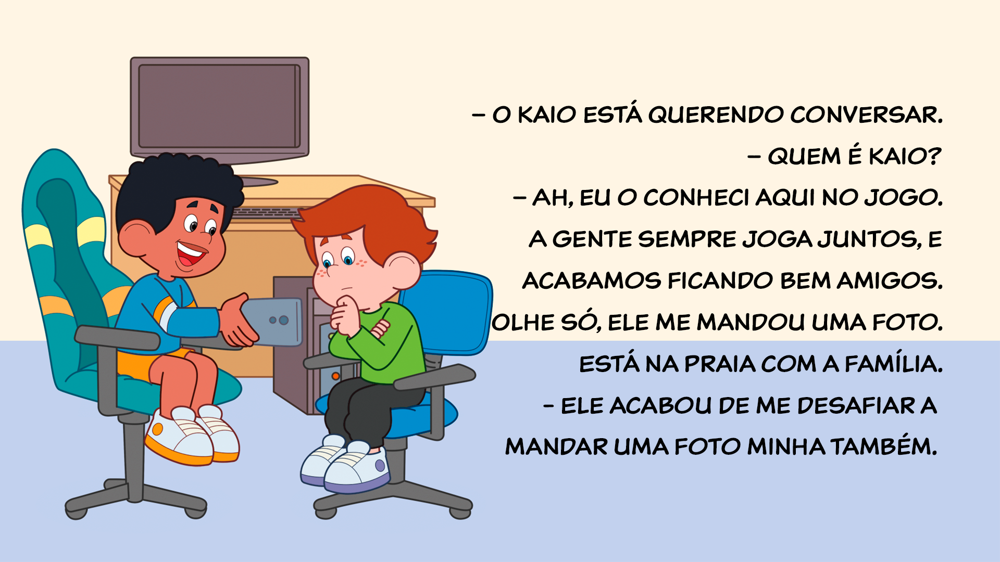 – O KAIO ESTÁ QUERENDO CONVERSAR.
– QUEM É KAIO?
– AH, EU O CONHECI AQUI NO JOGO.
A GENTE SEMPRE JOGA JUNTOS, E
ACABAMOS FICANDO BEM AMIGOS.
OLHE SÓ, ELE ME MANDOU UMA FOTO.
ESTÁ NA PRAIA COM A FAMÍLIA.
- ELE ACABOU DE ME DESAFIAR A
MANDAR UMA FOTO MINHA TAMBÉM.